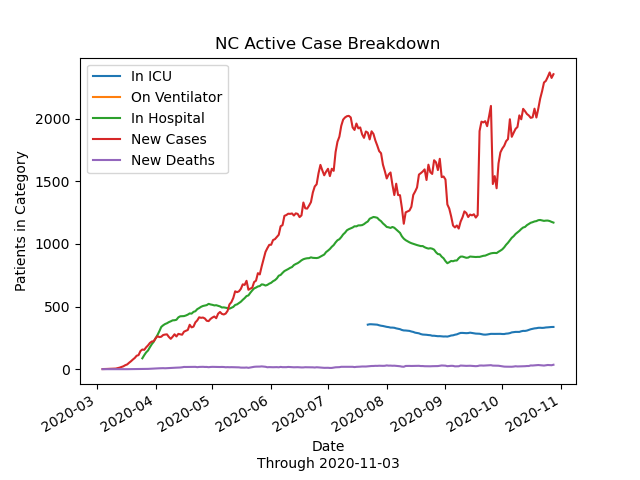 NC Active Case Breakdown
In ICU
On Ventilator
In Hospital
New Cases
New Deaths
Patients in Category
2000
1500
1000
500
0
2020-03
2020-04
2020-05
2020-06
2020-07
2020-08
2020-09
2020-10
2020-11
Date
Through 2020-11-03